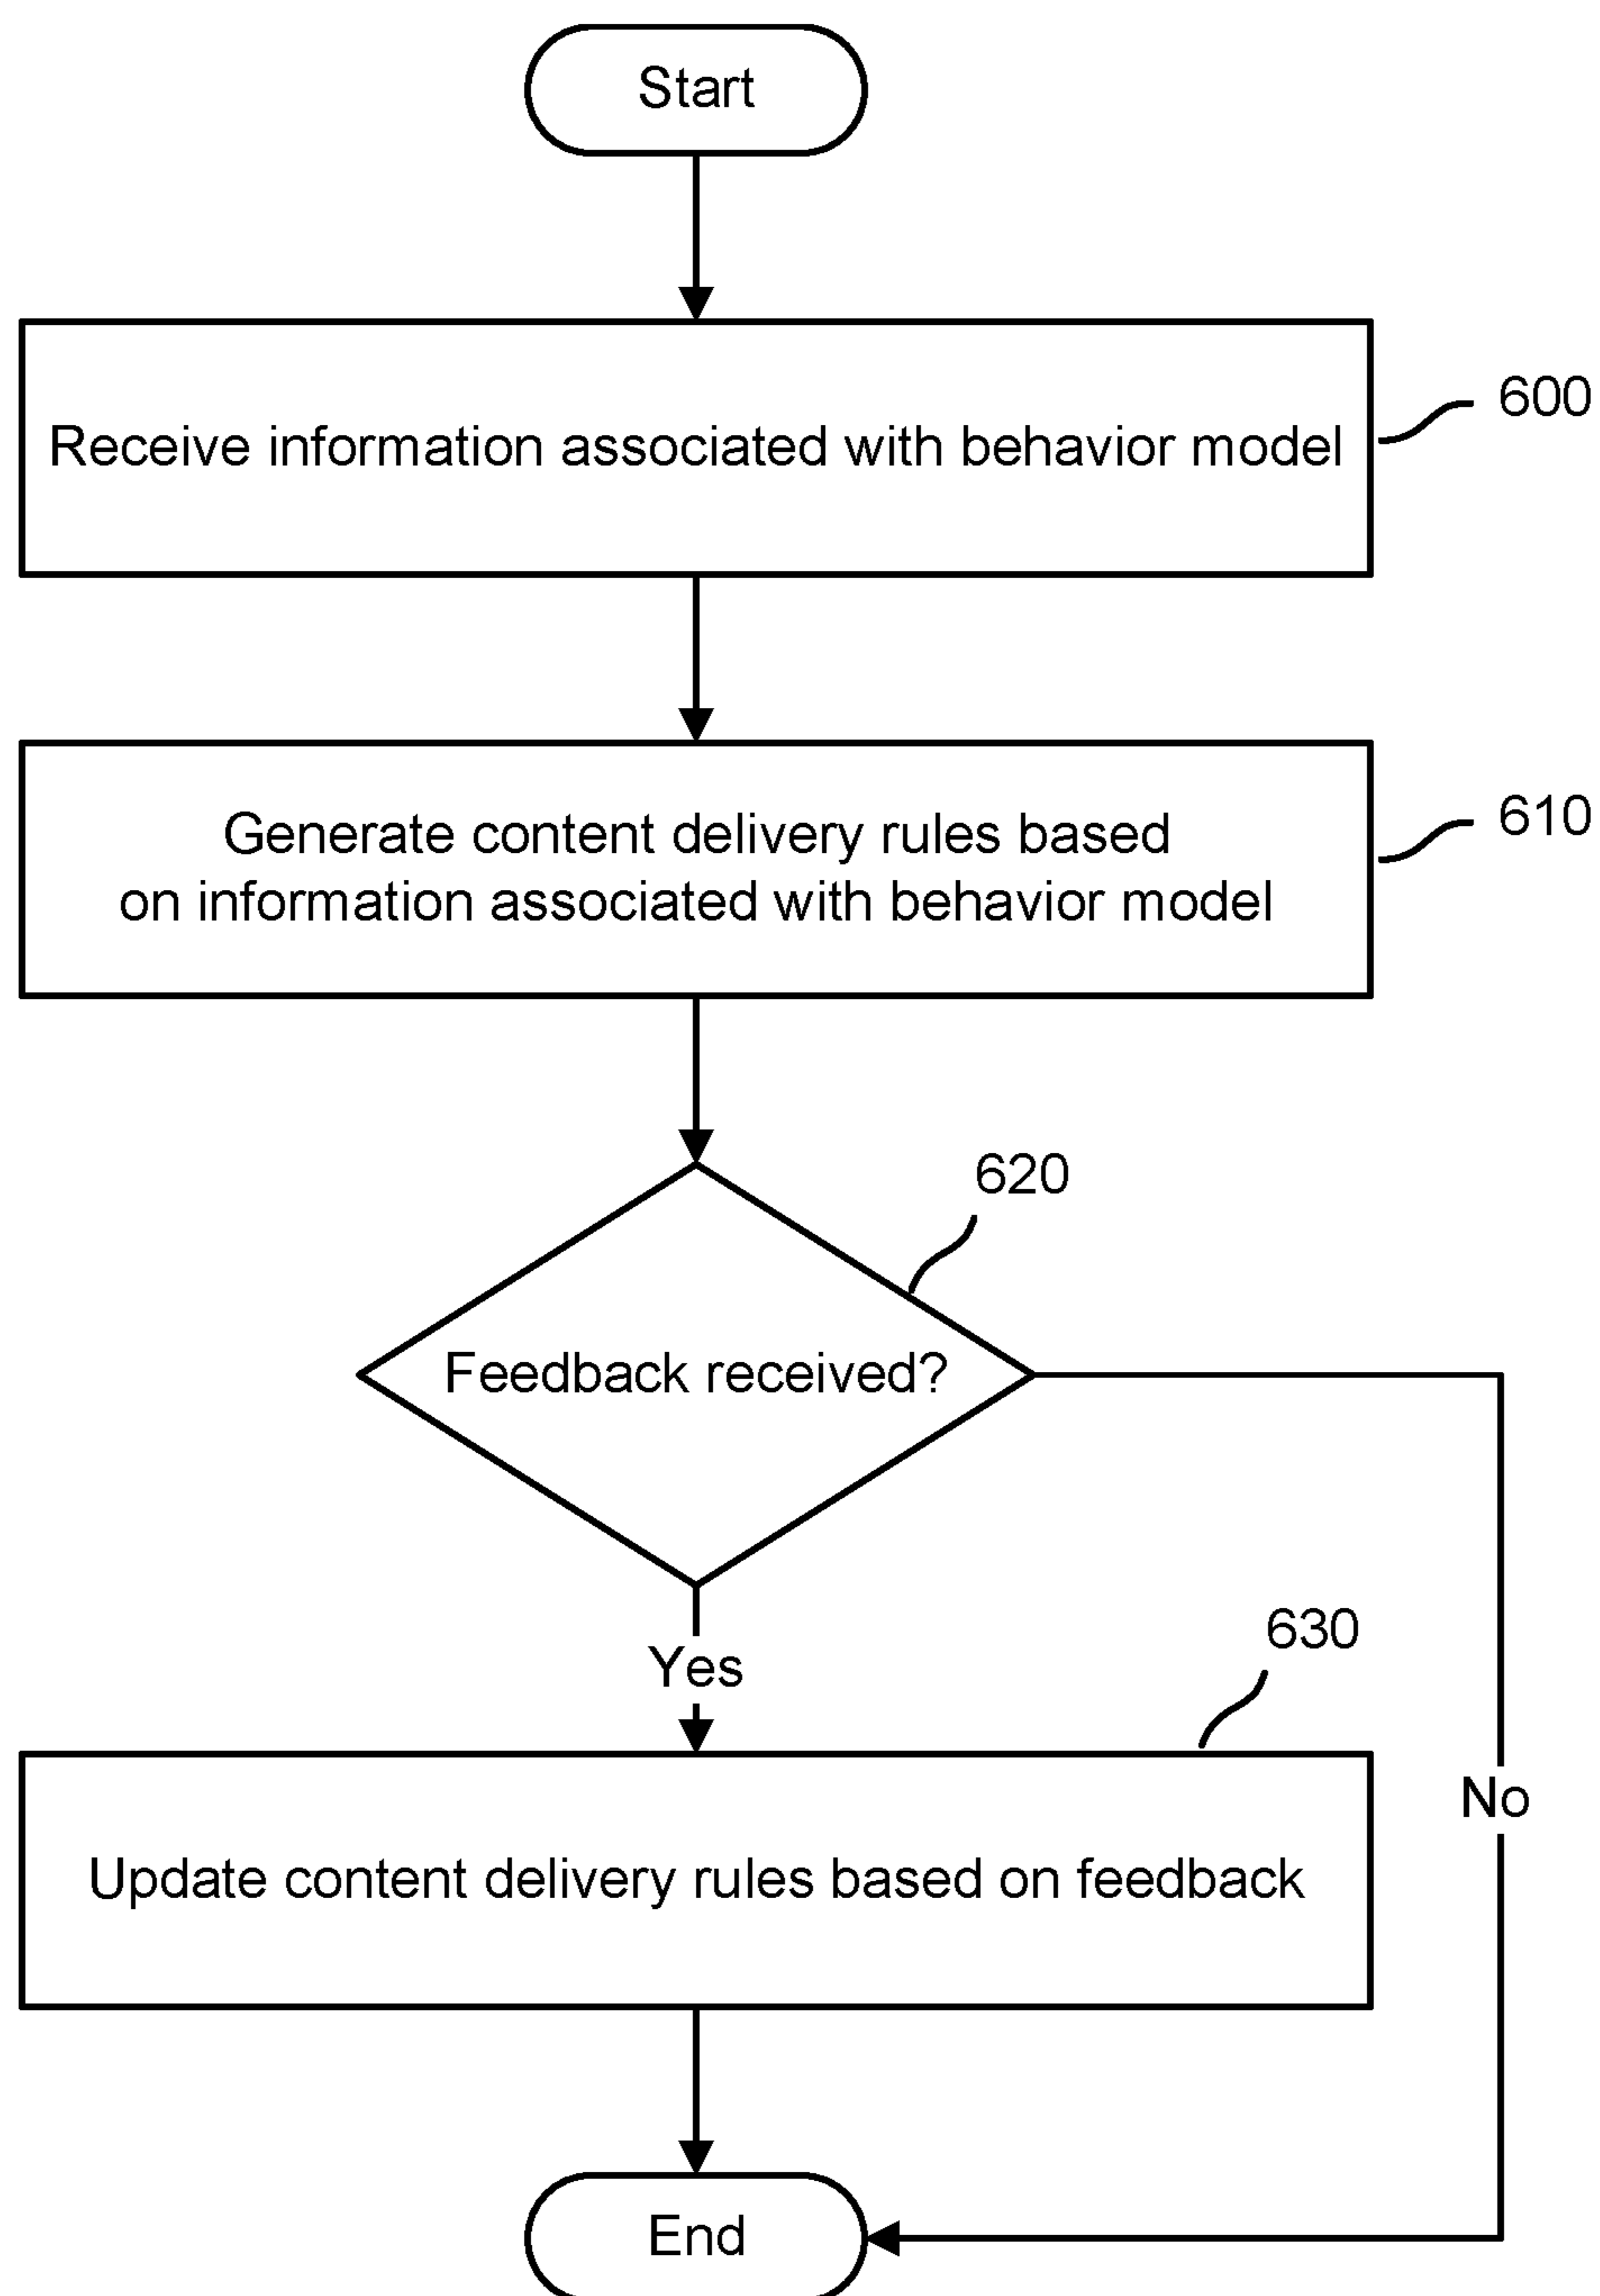 Start
Receive information associated with behavior model
600
Generate content delivery rules based
on information associated with behavior model
610
620
Feedback received?
Yes
630
No
Update content delivery rules based on feedback
End